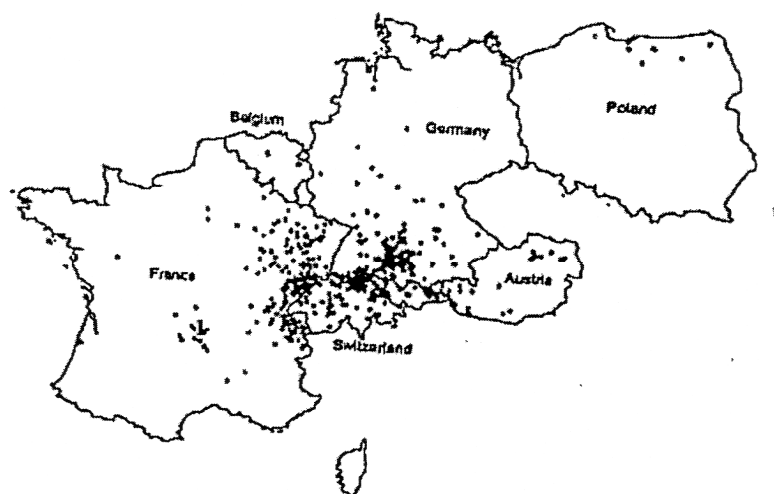 Belgium
Germany
Poland
France
Austria
Switzerland